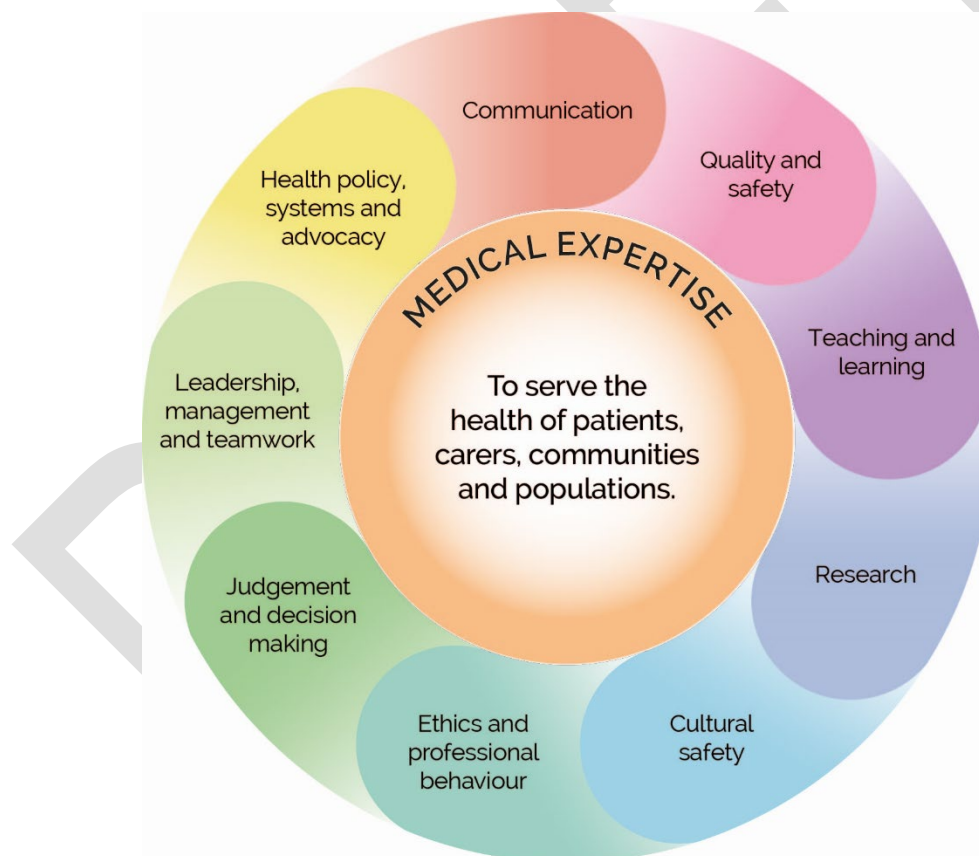 Communication
Quality and
safety
Teaching and
learning
Research
Cultural
safety
Ethics and
professional
behaviour
Judgement
and decision
making
Leadership,
management
and teamwork
Health policy,
systems and
advocacy
MEDICAL EXPERTISE
To serve the
health of patients,
carers, communities
and populations.